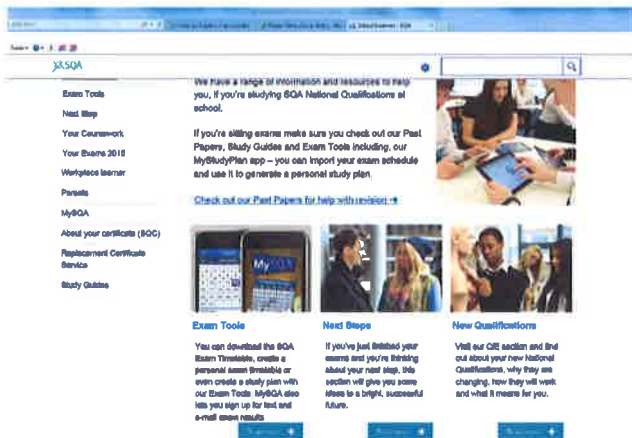 SQA
Exam Tools
Next Step
Your Coursework
Your Exams 2015
Workplace learner
Parents
MySQA
About your certificate (SQC)
Replacement Certificate
Service
Study Guides
We have a range of information and resources to help
you, if you're studying SQA National Qualifications at
school.
If you're sitting exams make sure you check out our Past
Papers, Study Guides and Exam Tools including, our
MyStudyPlan app – you can import your exam schedule
and use it to generate a personal study plan.
Check out our Past Papers for help with revision
MySQA
Exam Tools
You can download the SQA
Exam Timetable, create a
personal exam timetable or
even create a study plan with
our Exam Tools. MySQA also
lets you sign up for text and
e-mail exam results
Next Steps
If you've just finished your
exams and you're thinking
about your next step, this
section will give you some
ideas to a bright, successful
future.
New Qualifications
Visit our CfE section and find
out about your new National
Qualifications, why they are
changing, how they will work
and what it means for you.